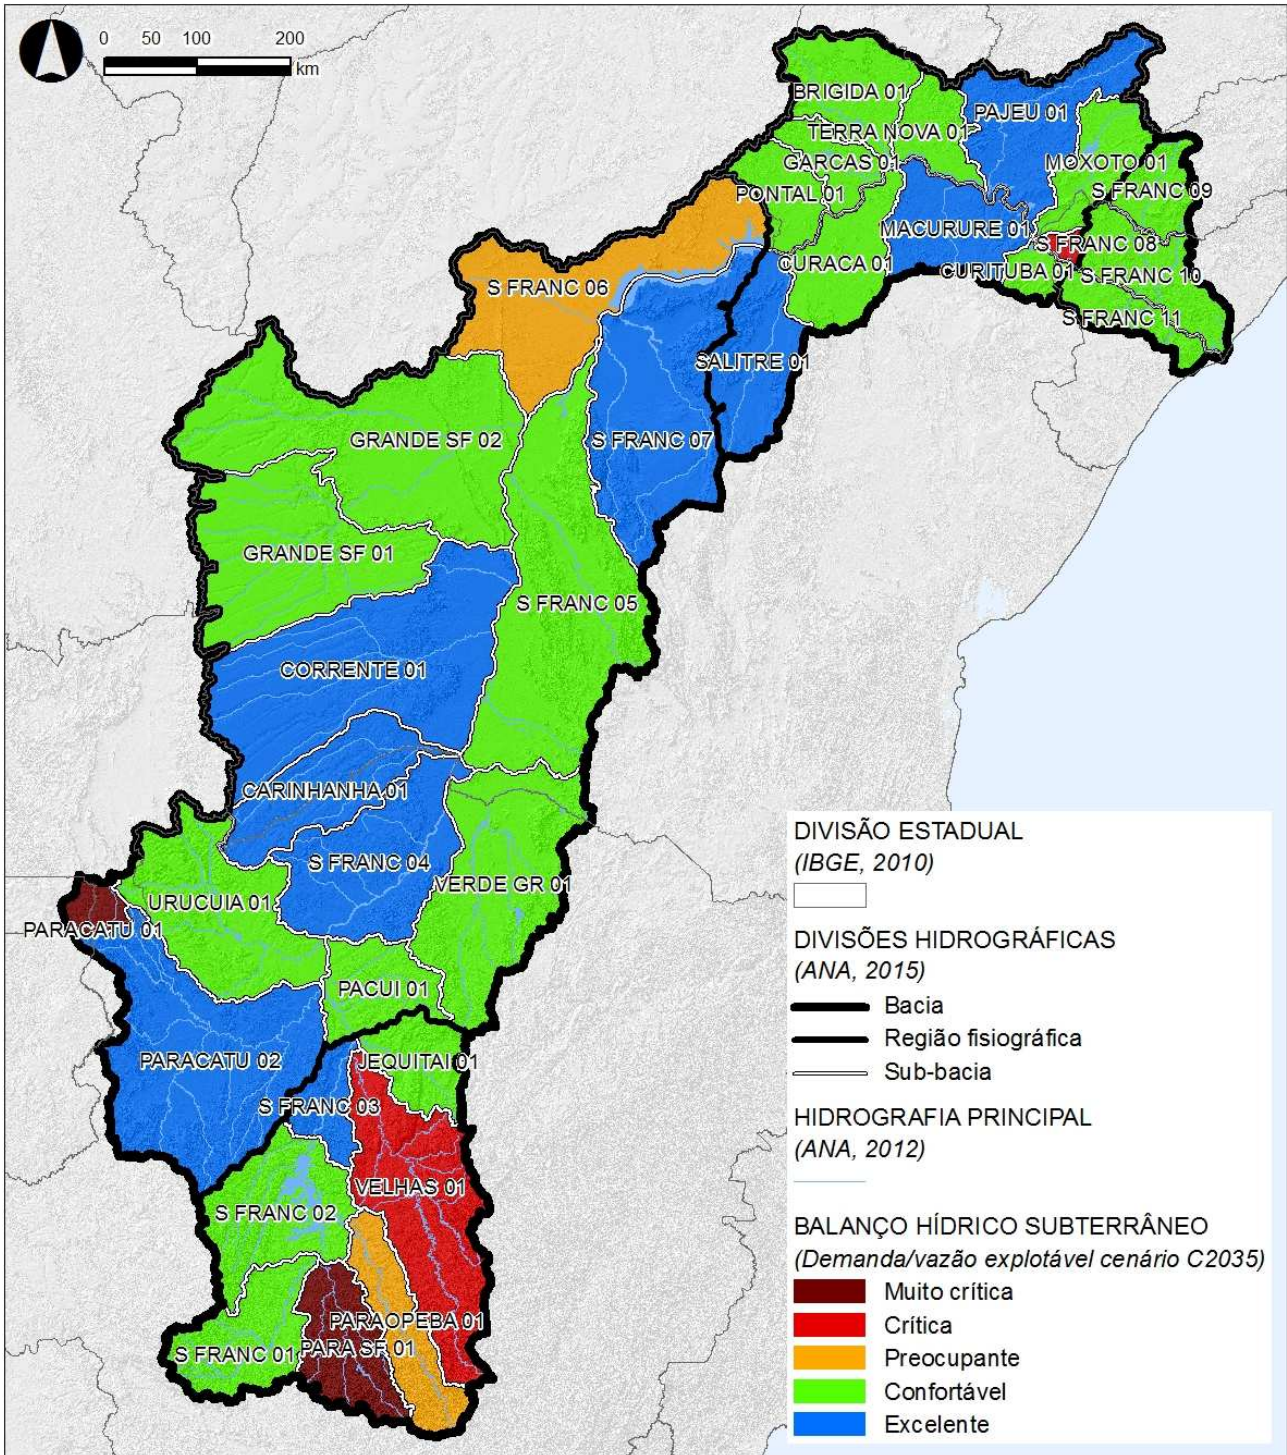 0 50 100 200
km
BRIGIDA 01
PAJEU 01
TERRA NOVA 01
GARCAS 01
MOXOTO 01
PONTAL 01
S FRANC 09
MACURURE 01
S FRANC 08
CURACA 01
CURITUBA 01
S FRANC 10
S FRANC 06
S FRANC 11
SALITRE 01
GRANDE SF 02
S FRANC 07
GRANDE SF 01
S FRANC 05
CORRENTE 01
CARINHANHA 01
S FRANC 04
VERDE GR 01
URUCUIA 01
PARACATU 01
PACUI 01
PARACATU 02
JEQUITAI 01
S FRANC 03
VELHAS 01
S FRANC 02
PARAOPEBA 01
PARA SF 01
S FRANC 01
DIVISÃO ESTADUAL
(IBGE, 2010)
DIVISÕES HIDROGRÁFICAS
(ANA, 2015)
Bacia
Região fisiográfica
Sub-bacia
HIDROGRAFIA PRINCIPAL
(ANA, 2012)
BALANÇO HÍDRICO SUBTERRÂNEO
(Demanda/vazão explotável cenário C2035)
Muito crítica
Crítica
Preocupante
Confortável
Excelente